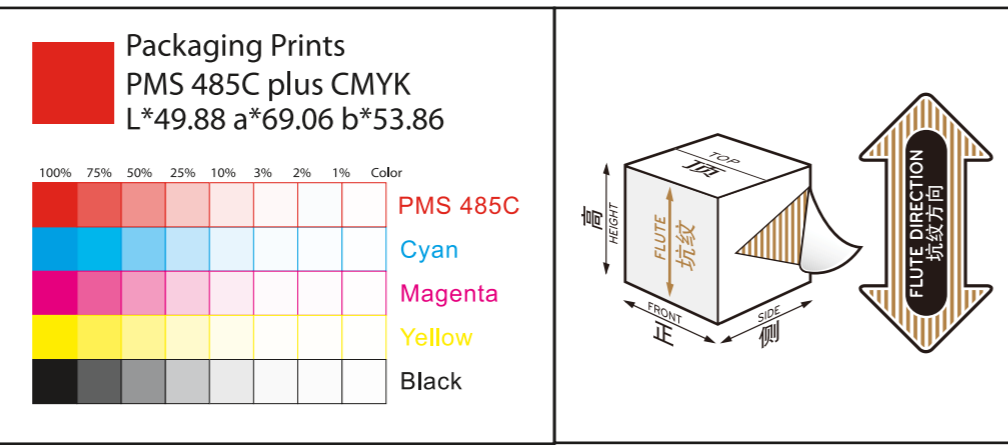 Packaging Prints
PMS 485C plus CMYK
L*49.88 a*69.06 b*53.86
100% 75% 50% 25% 10% 3% 2% 1% Color
PMS 485C
Cyan
Magenta
Yellow
Black
TOP
顶
高
HEIGHT
FLUTE
坑纹
FRONT
正
SIDE
侧
FLUTE DIRECTION
坑纹方向